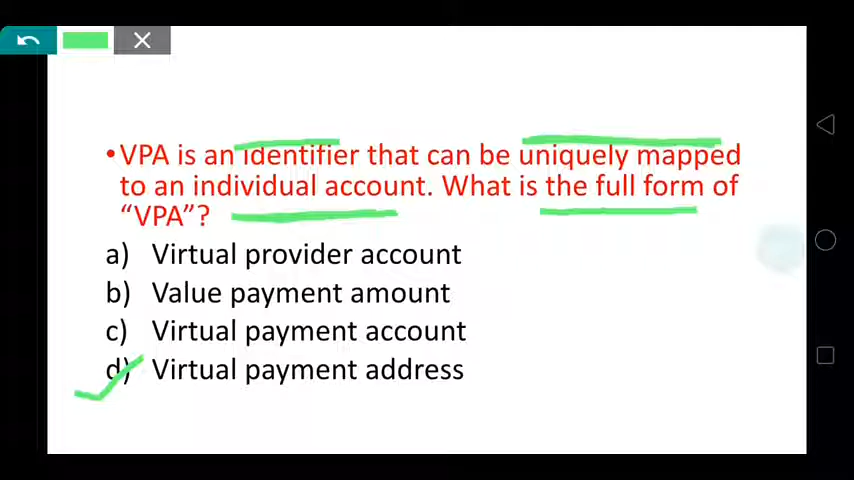 •VPA is an identifier that can be uniquely mapped
to an individual account. What is the full form of
“VPA”?
a) Virtual provider account
b) Value payment amount
c) Virtual payment account
d) Virtual payment address